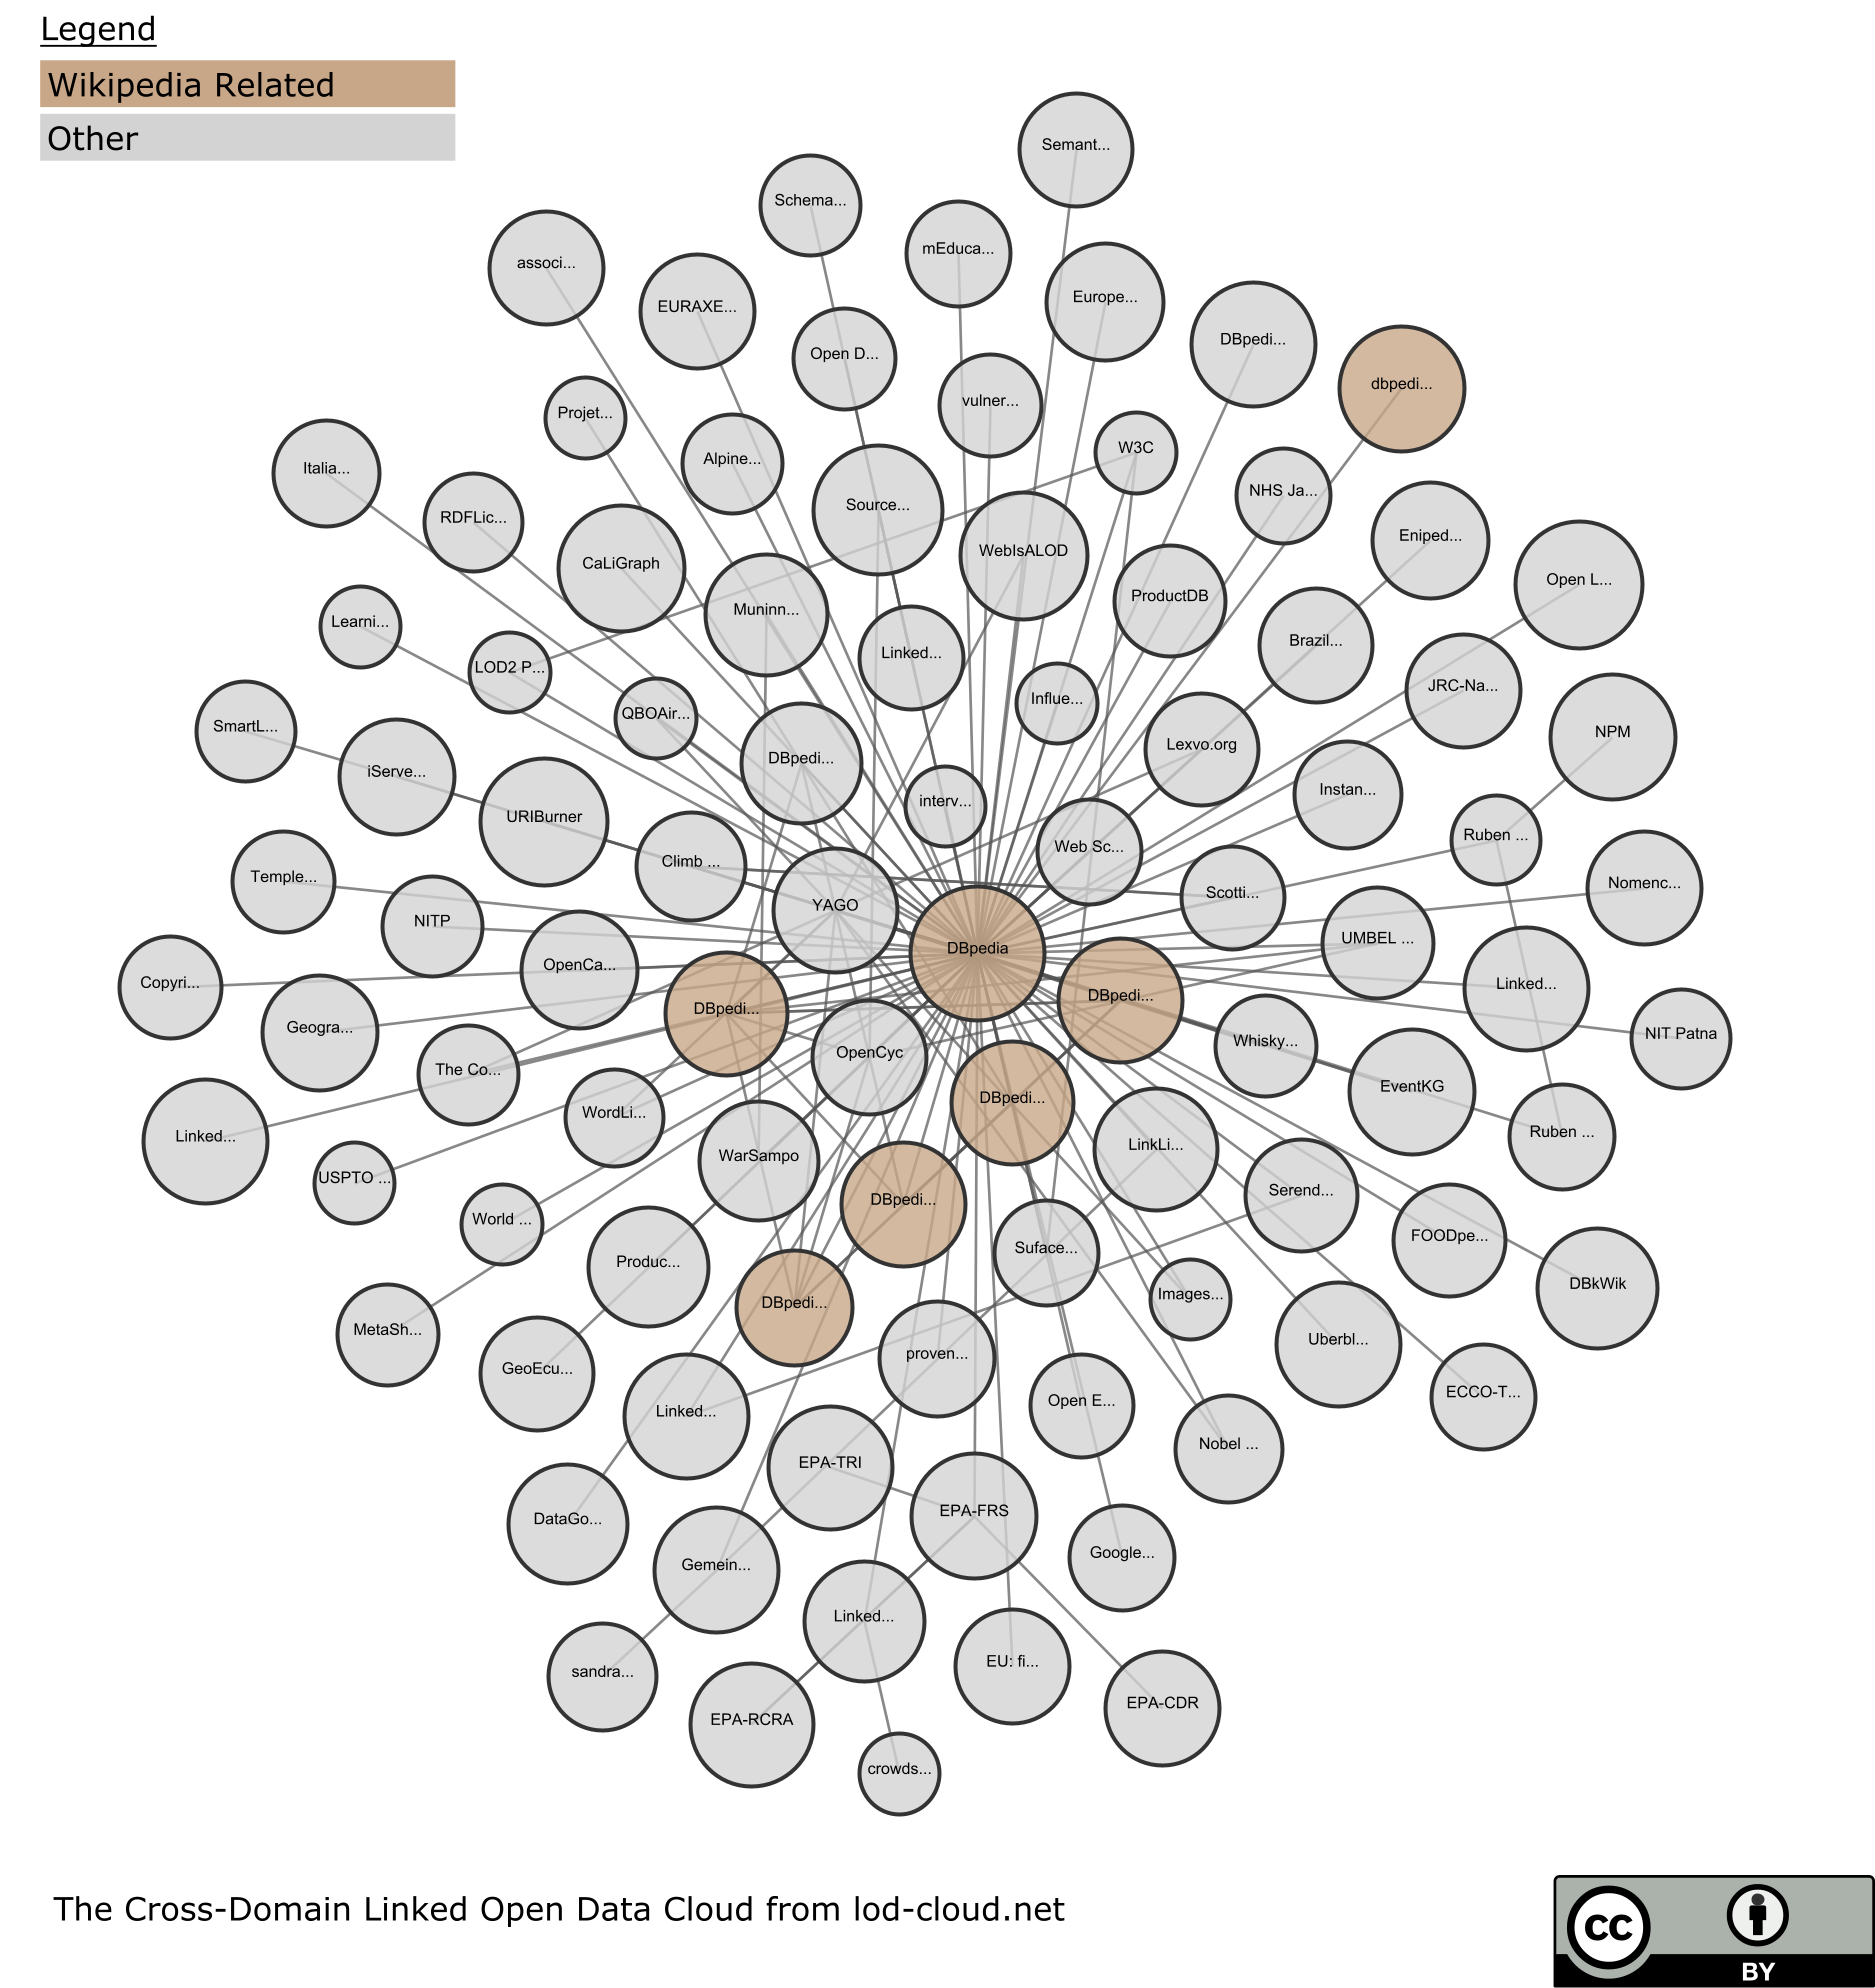 Legend
Wikipedia Related
Other
Semant...
Schema...
mEduca...
associ...
EURAXE...
Europe...
DBpedi...
Open D...
dbpedi...
vulner...
Projet...
W3C
Alpine...
Italia...
NHS Ja...
Source...
RDFLic...
Eniped...
WebIsALOD
CaLiGraph
Open L...
ProductDB
Muninn...
Learni...
Brazil...
Linked...
LOD2 P...
JRC-Na...
Influe...
QBOAir...
SmartL...
NPM
Lexvo.org
DBpedi...
iServe...
Instan...
interv...
URIBurner
Ruben ...
Web Sc...
Climb ...
Temple...
Nomenc...
Scotti...
YAGO
NITP
UMBEL ...
DBpedia
OpenCa...
Copyri...
Linked...
DBpedi...
DBpedi...
Geogra...
NIT Patna
Whisky...
OpenCyc
The Co...
EventKG
DBpedi...
WordLi...
Linked...
Ruben ...
LinkLi...
WarSampo
USPTO ...
Serend...
DBpedi...
World ...
FOODpe...
Suface...
Produc...
DBkWik
Images...
DBpedi...
MetaSh...
Uberbl...
proven...
GeoEcu...
ECCO-T...
Open E...
Linked...
Nobel ...
EPA-TRI
EPA-FRS
DataGo...
Google...
Gemein...
Linked...
EU: fi...
sandra...
EPA-CDR
EPA-RCRA
crowds...
The Cross-Domain Linked Open Data Cloud from lod-cloud.net
cc
BY